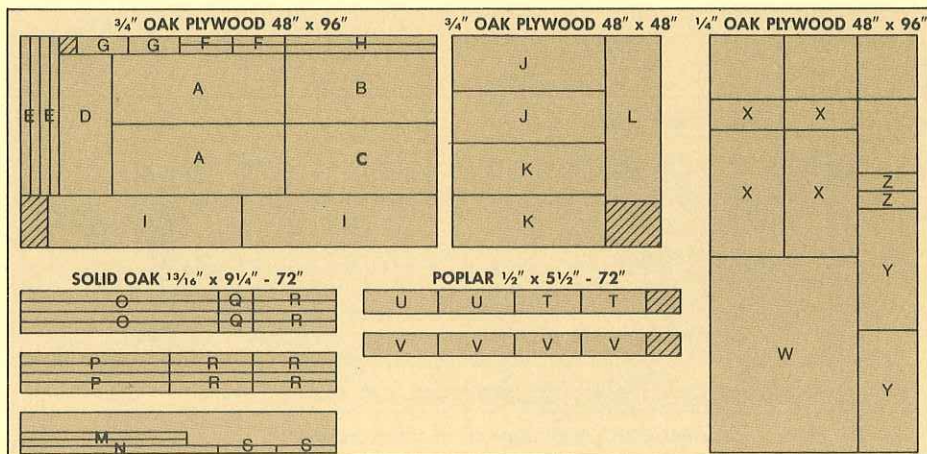 ¾" OAK PLYWOOD 48" x 96"
G G F F H
E E D A B
A C
I I
¾" OAK PLYWOOD 48" x 48"
J
J L
K
K
¼" OAK PLYWOOD 48" x 96"
X X
X X
Z
Z
Y
W
Y
SOLID OAK 13/16" x 9¼" - 72"
O Q R
O Q R
P R R
P R R
M
N S S
POPLAR ½" x 5½" - 72"
U U T T
V V V V